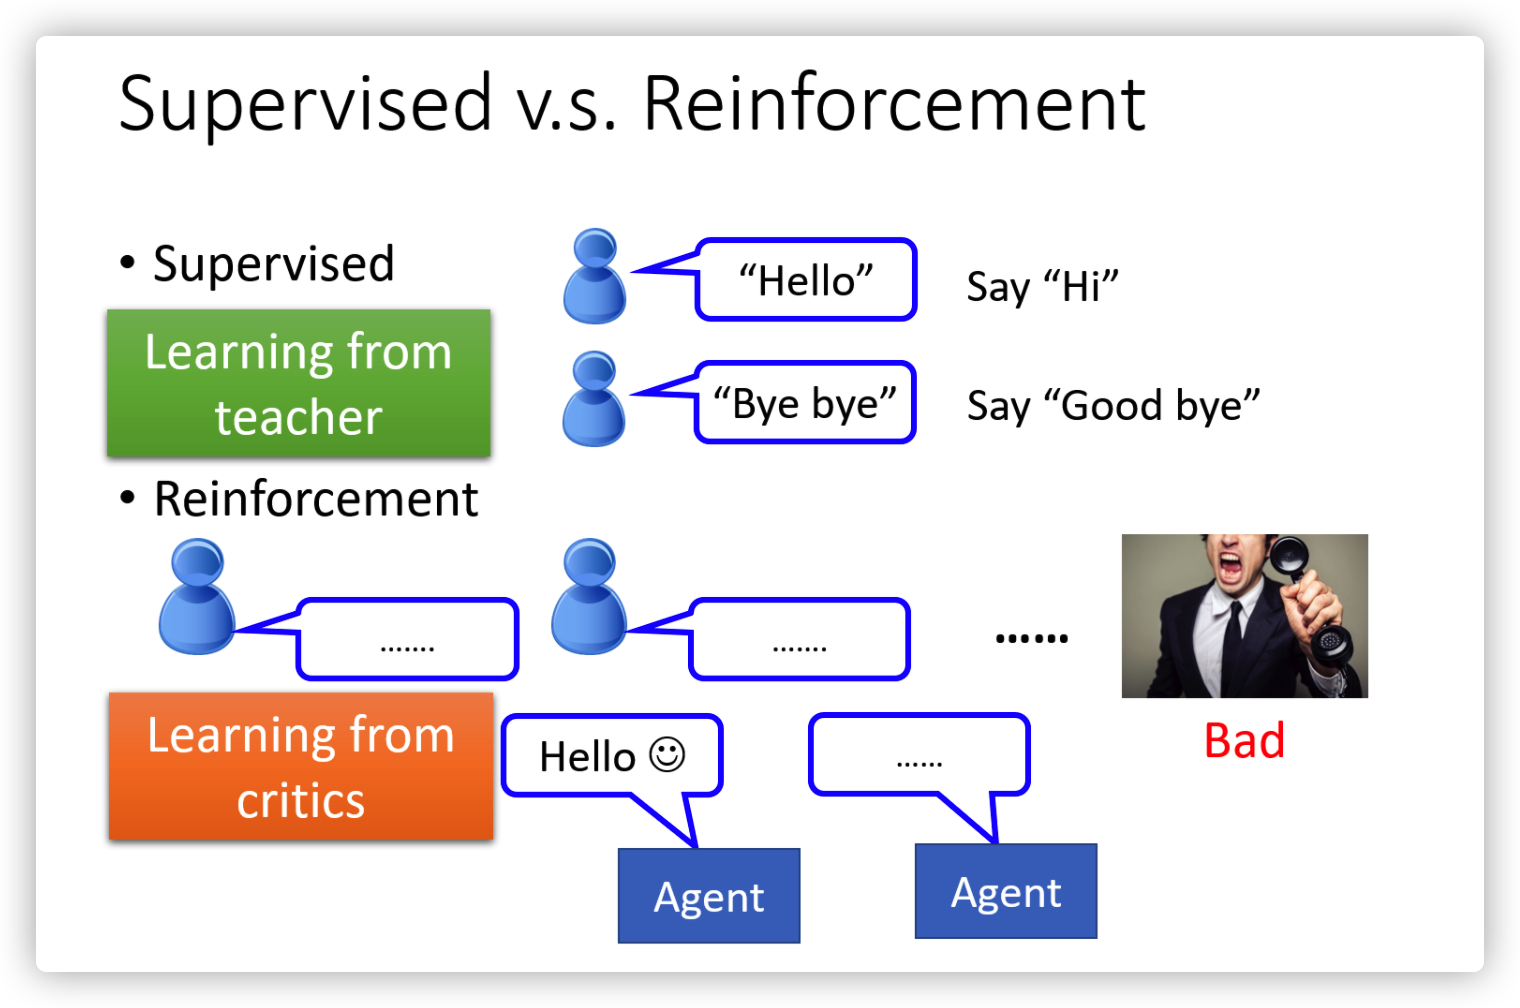 Supervised v.s. Reinforcement
• Supervised
Learning from
teacher
“Hello”
Say “Hi”
“Bye bye”
Say “Good bye”
• Reinforcement
.......
.......
……
Bad
Learning from
critics
Hello ☺
......
Agent
Agent